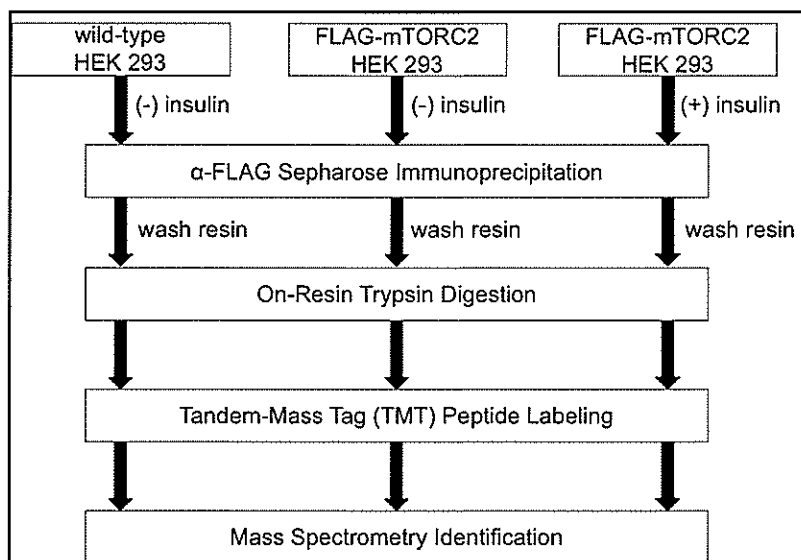 wild-type
HEK 293
FLAG-mTORC2
HEK 293
FLAG-mTORC2
HEK 293
(-) insulin
(-) insulin
(+) insulin
α-FLAG Sepharose Immunoprecipitation
wash resin
wash resin
wash resin
On-Resin Trypsin Digestion
Tandem-Mass Tag (TMT) Peptide Labeling
Mass Spectrometry Identification